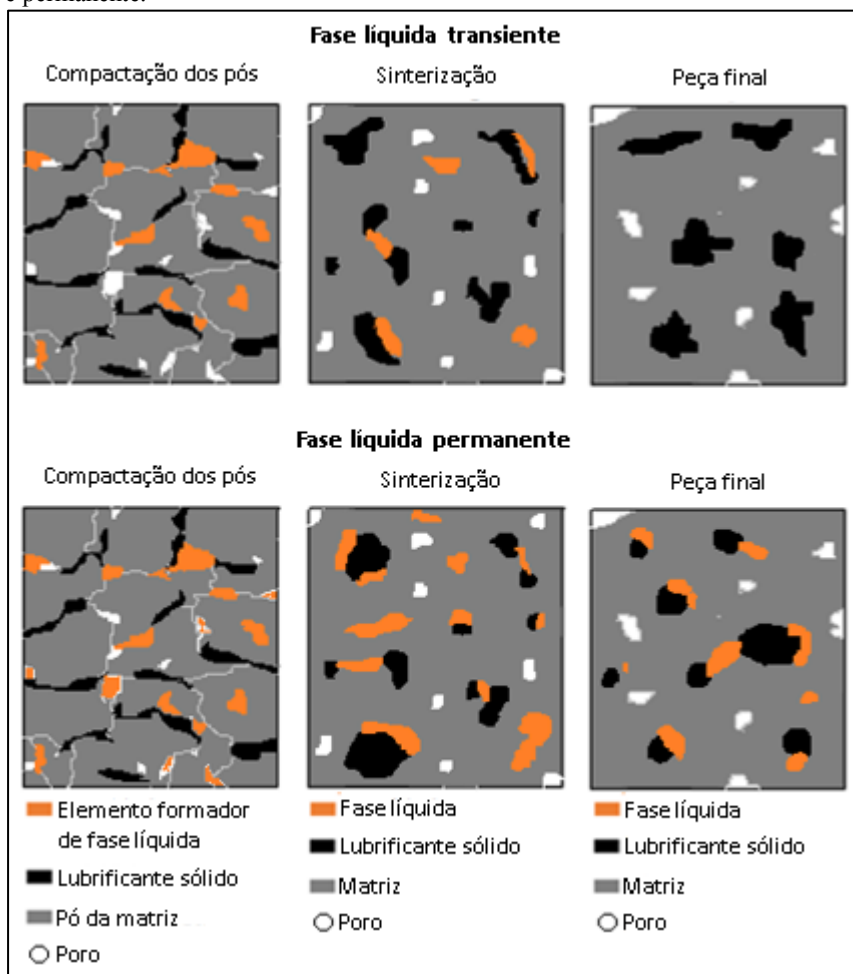 e permanente.
Fase líquida transiente
Compactação dos pós
Sinterização
Peça final
Fase líquida permanente
Compactação dos pós
Sinterização
Peça final
Elemento formador
de fase líquida
Lubrificante sólido
Pó da matriz
Poro
Fase líquida
Lubrificante sólido
Matriz
Poro
Fase líquida
Lubrificante sólido
Matriz
Poro